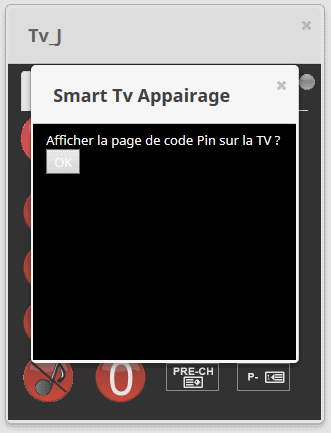 Tv_J
Smart Tv Appairage
Afficher la page de code Pin sur la TV ?
OK
0
PRE-CH
P-